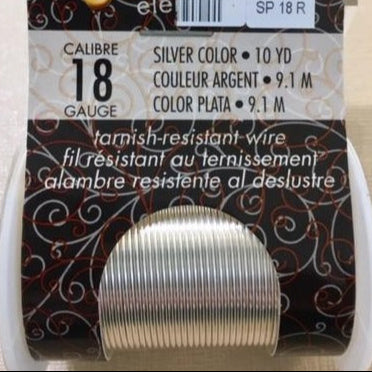 ele
SP 18 R
CALIBRE
18
GAUGE
SILVER COLOR • 10 YD
COULEUR ARGENT • 9.1 M
COLOR PLATA • 9.1 M
tarnish-resistant wire
fil résistant au ternissement
alambre resistente al deslustre